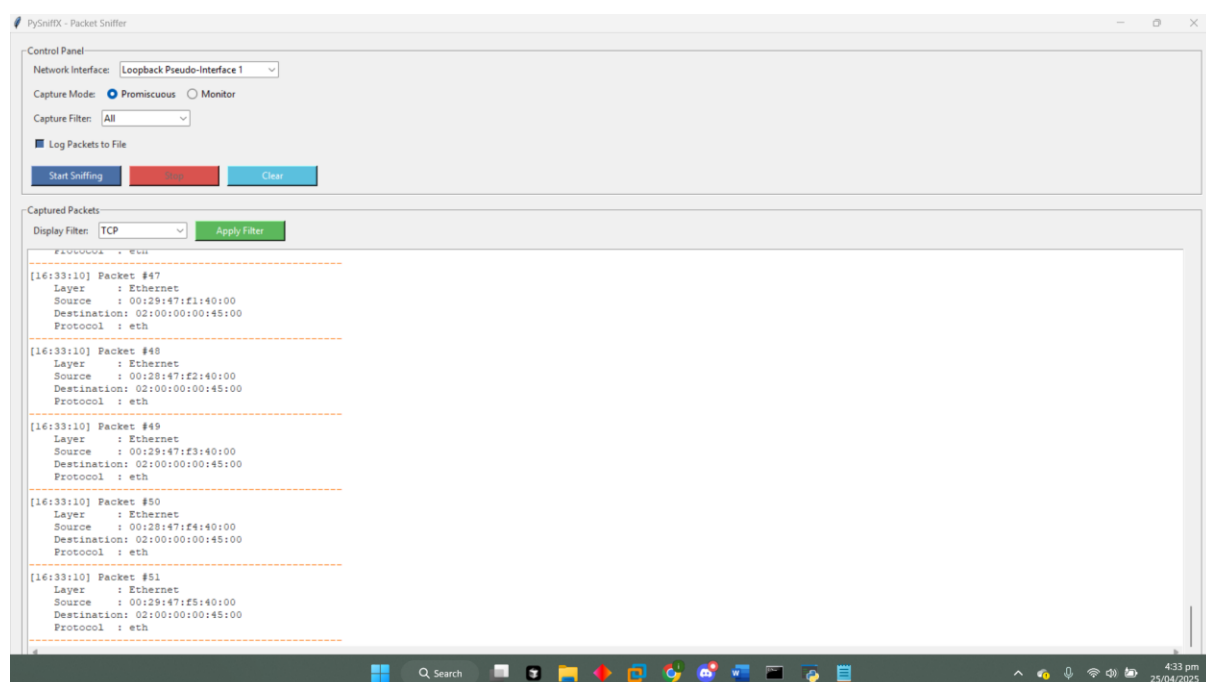 PySniffX - Packet Sniffer
Control Panel
Network Interface: Loopback Pseudo-Interface 1
Capture Mode: Promiscuous Monitor
Capture Filter: All
Log Packets to File
Start Sniffing Stop Clear
Captured Packets
Display Filter: TCP Apply Filter
Protocol : eth
[16:33:10] Packet #47
Layer : Ethernet
Source : 00:29:47:f1:40:00
Destination: 02:00:00:00:45:00
Protocol : eth
[16:33:10] Packet #48
Layer : Ethernet
Source : 00:28:47:f2:40:00
Destination: 02:00:00:00:45:00
Protocol : eth
[16:33:10] Packet #49
Layer : Ethernet
Source : 00:29:47:f3:40:00
Destination: 02:00:00:00:45:00
Protocol : eth
[16:33:10] Packet #50
Layer : Ethernet
Source : 00:28:47:f4:40:00
Destination: 02:00:00:00:45:00
Protocol : eth
[16:33:10] Packet #51
Layer : Ethernet
Source : 00:29:47:f5:40:00
Destination: 02:00:00:00:45:00
Protocol : eth
Search
4:33 pm
25/04/2025